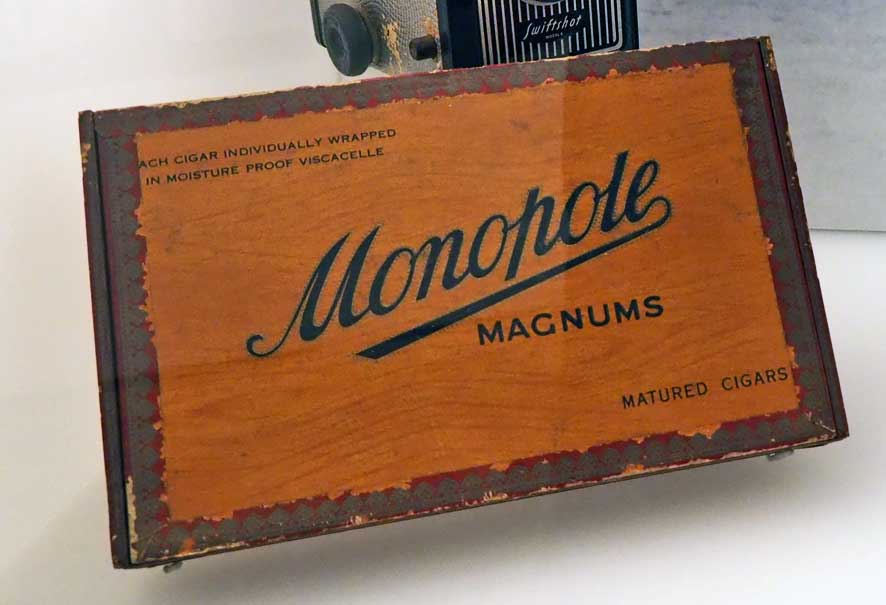 Swiftshot
ACH CIGAR INDIVIDUALLY WRAPPED
IN MOISTURE PROOF VISCACELLE
Monopole
MAGNUMS
MATURED CIGARS